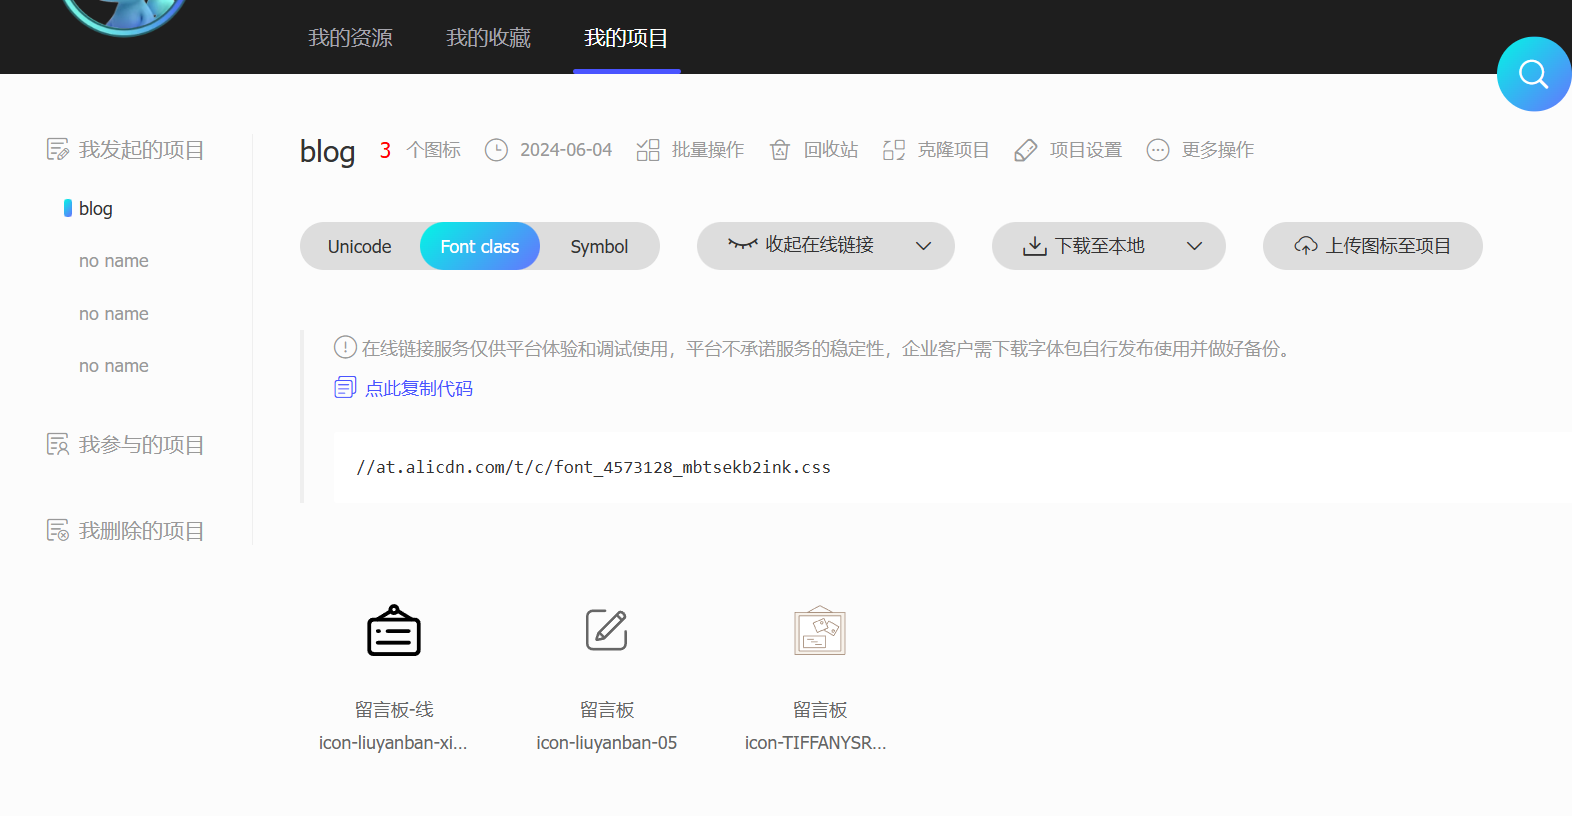 我的资源 我的收藏 我的项目
我发起的项目
blog
no name
no name
no name
我参与的项目
我删除的项目
blog 3 个图标 2024-06-04 批量操作 回收站 克隆项目 项目设置 更多操作
Unicode Font class Symbol 收起在线链接 下载至本地 上传图标至项目
在线链接服务仅供平台体验和调试使用，平台不承诺服务的稳定性，企业客户需下载字体包自行发布使用并做好备份。
点此复制代码
//at.alicdn.com/t/c/font_4573128_mbtsekb2ink.css
留言板-线 留言板 留言板
icon-liuyanban-xi... icon-liuyanban-05 icon-TIFFANYSR...